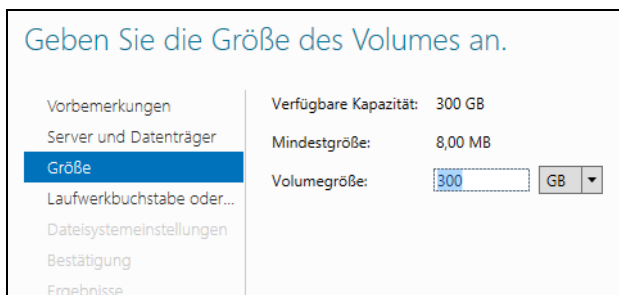 Geben Sie die Größe des Volumes an.
Vorbemerkungen
Server und Datenträger
Größe
Laufwerkbuchstabe oder...
Dateisystemeinstellungen
Bestätigung
Ergebnisse
Verfügbare Kapazität: 300 GB
Mindestgröße: 8,00 MB
Volumegröße: 300 GB